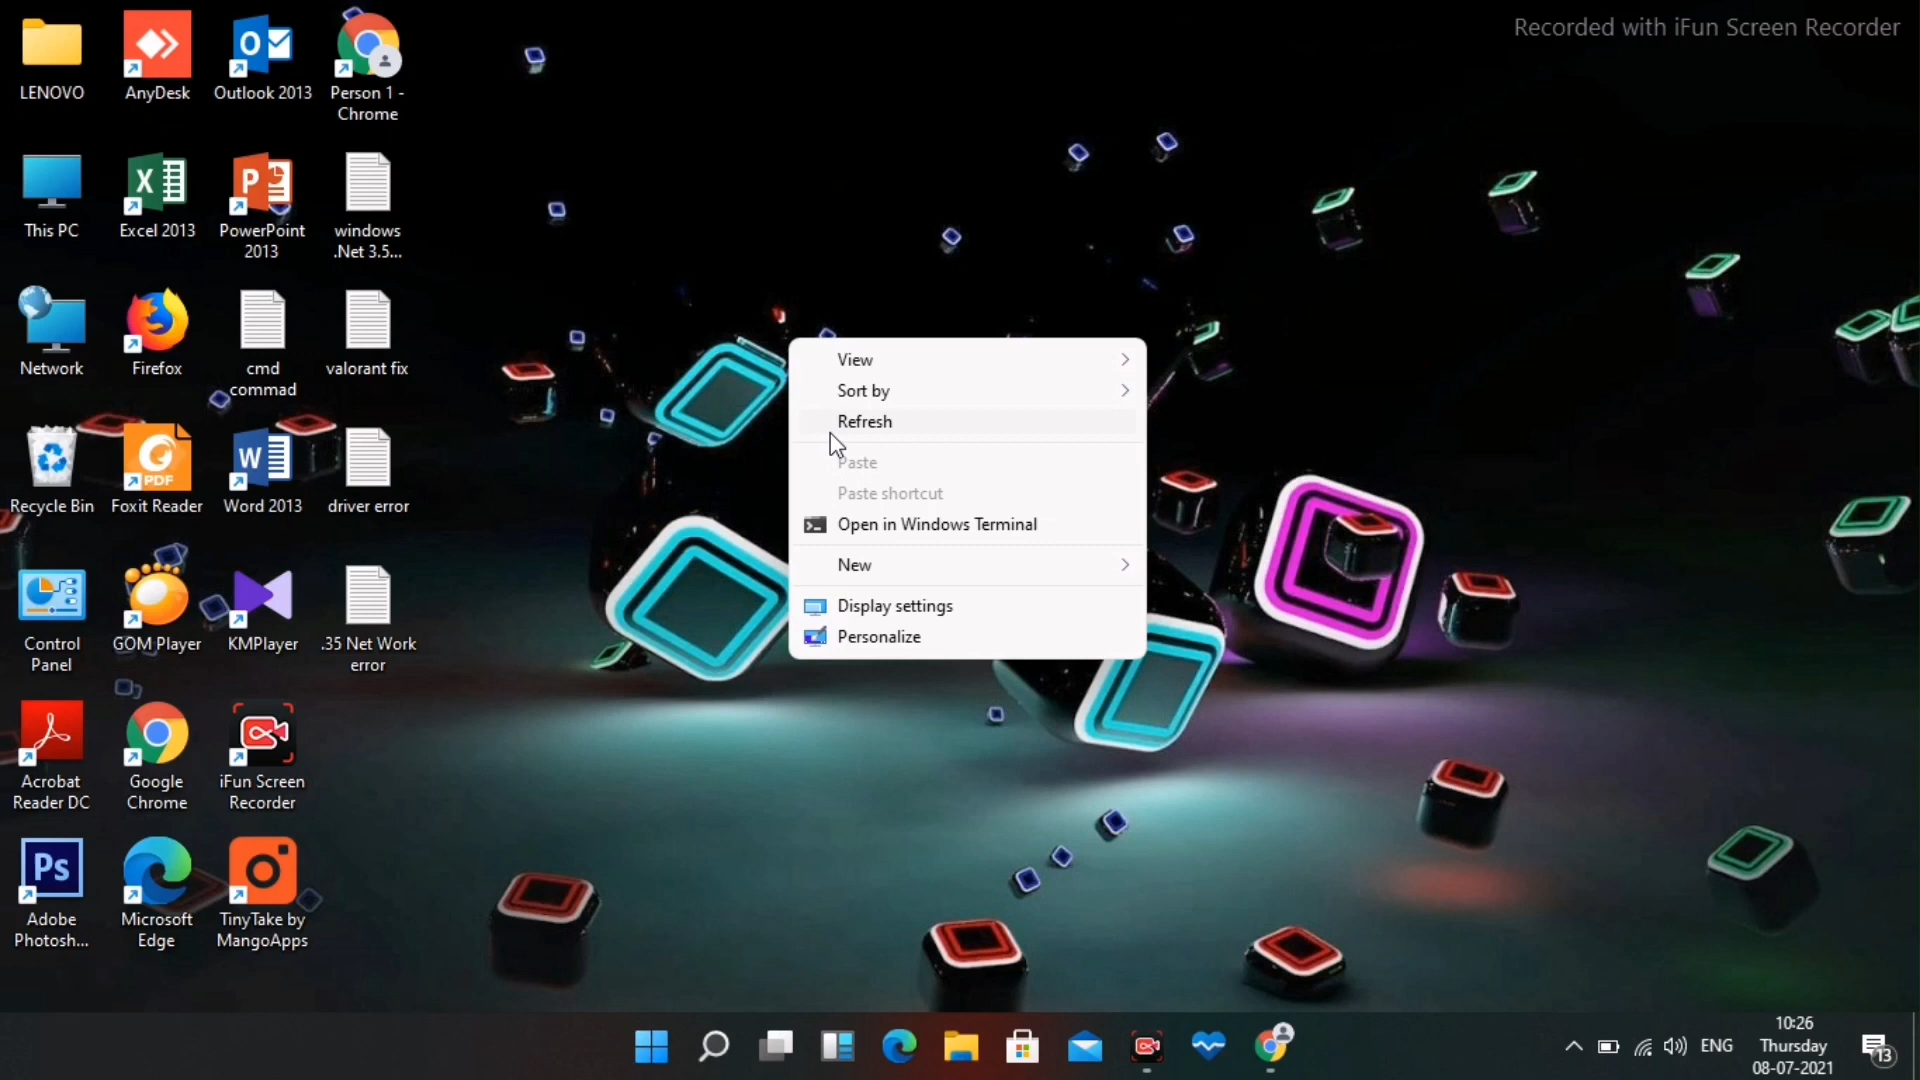 Recorded with iFun Screen Recorder
LENOVO
AnyDesk
Outlook 2013
Person 1 -
Chrome
This PC
Excel 2013
PowerPoint
2013
windows
.Net 3.5...
Network
Firefox
cmd
commad
valorant fix
Recycle Bin
Foxit Reader
Word 2013
driver error
Control
Panel
GOM Player
KMPlayer
.35 Net Work
error
Acrobat
Reader DC
Google
Chrome
iFun Screen
Recorder
Adobe
Photosh...
Microsoft
Edge
TinyTake by
MangoApps
View
Sort by
Refresh
Paste
Paste shortcut
Open in Windows Terminal
New
Display settings
Personalize
O
X
P
PDF
W
Ps
ENG
10:26
Thursday
08-07-2021
13